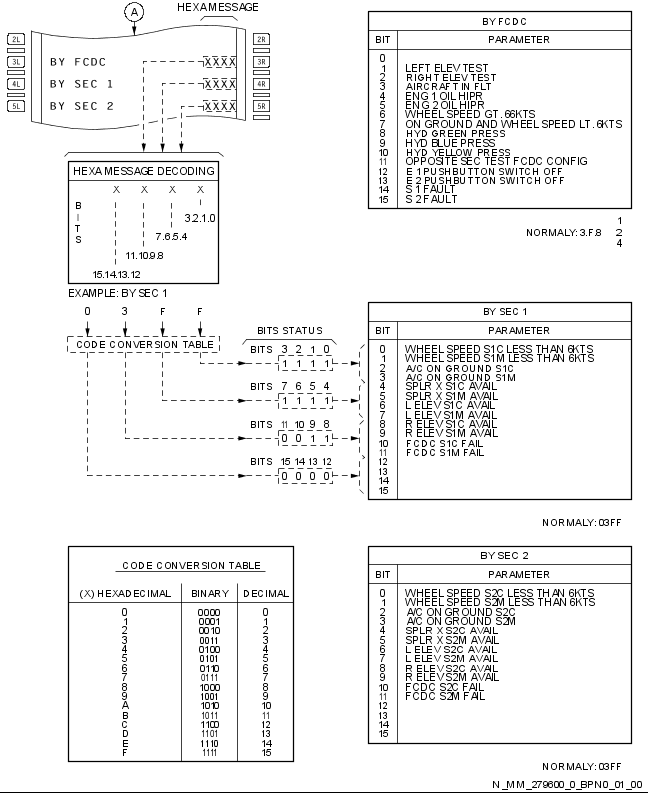 HEXAMESSAGE
A
2L 2R
3L BY FCDC XXXX 3R
4L BY SEC 1 XXXX 4R
5L BY SEC 2 XXXX 5R
HEXA MESSAGE DECODING
X X X X
B
I
T
S
3.2.1.0
7.6.5.4
11.10.9.8
15.14.13.12
EXAMPLE: BY SEC 1
0 3 F F
CODE CONVERSION TABLE
BITS STATUS
BITS 3 2 1 0
1 1 1 1
BITS 7 6 5 4
1 1 1 1
BITS 11 10 9 8
0 0 1 1
BITS 15 14 13 12
0 0 0 0
BY FCDC
BIT PARAMETER
0
1 LEFT ELEV TEST
2 RIGHT ELEV TEST
3 AIRCRAFT IN FLT
4 ENG 1 OIL HIPR
5 ENG 2 OIL HIPR
6 WHEEL SPEED GT. 66KTS
7 ON GROUND AND WHEEL SPEED LT. 6KTS
8 HYD GREEN PRESS
9 HYD BLUE PRESS
10 HYD YELLOW PRESS
11 OPPOSITE SEC TEST FCDC CONFIG
12 E 1 PUSHBUTTON SWITCH OFF
13 E 2 PUSHBUTTON SWITCH OFF
14 S 1 FAULT
15 S 2 FAULT
1
NORMALY: 3.F.8 2
4
BY SEC 1
BIT PARAMETER
0 WHEEL SPEED S1C LESS THAN 6KTS
1 WHEEL SPEED S1M LESS THAN 6KTS
2 A/C ON GROUND S1C
3 A/C ON GROUND S1M
4 SPLR X S1C AVAIL
5 SPLR X S1M AVAIL
6 L ELEV S1C AVAIL
7 L ELEV S1M AVAIL
8 R ELEV S1C AVAIL
9 R ELEV S1M AVAIL
10 FCDC S1C FAIL
11 FCDC S1M FAIL
12
13
14
15
NORMALY: 03FF
CODE CONVERSION TABLE
(X) HEXADECIMAL BINARY DECIMAL
0 0000 0
1 0001 1
2 0010 2
3 0011 3
4 0100 4
5 0101 5
6 0110 6
7 0111 7
8 1000 8
9 1001 9
A 1010 10
B 1011 11
C 1100 12
D 1101 13
E 1110 14
F 1111 15
BY SEC 2
BIT PARAMETER
0 WHEEL SPEED S2C LESS THAN 6KTS
1 WHEEL SPEED S2M LESS THAN 6KTS
2 A/C ON GROUND S2C
3 A/C ON GROUND S2M
4 SPLR X S2C AVAIL
5 SPLR X S2M AVAIL
6 L ELEV S2C AVAIL
7 L ELEV S2M AVAIL
8 R ELEV S2C AVAIL
9 R ELEV S2M AVAIL
10 FCDC S2C FAIL
11 FCDC S2M FAIL
12
13
14
15
NORMALY: 03FF
N_MM_279600_0_BPN0_01_00